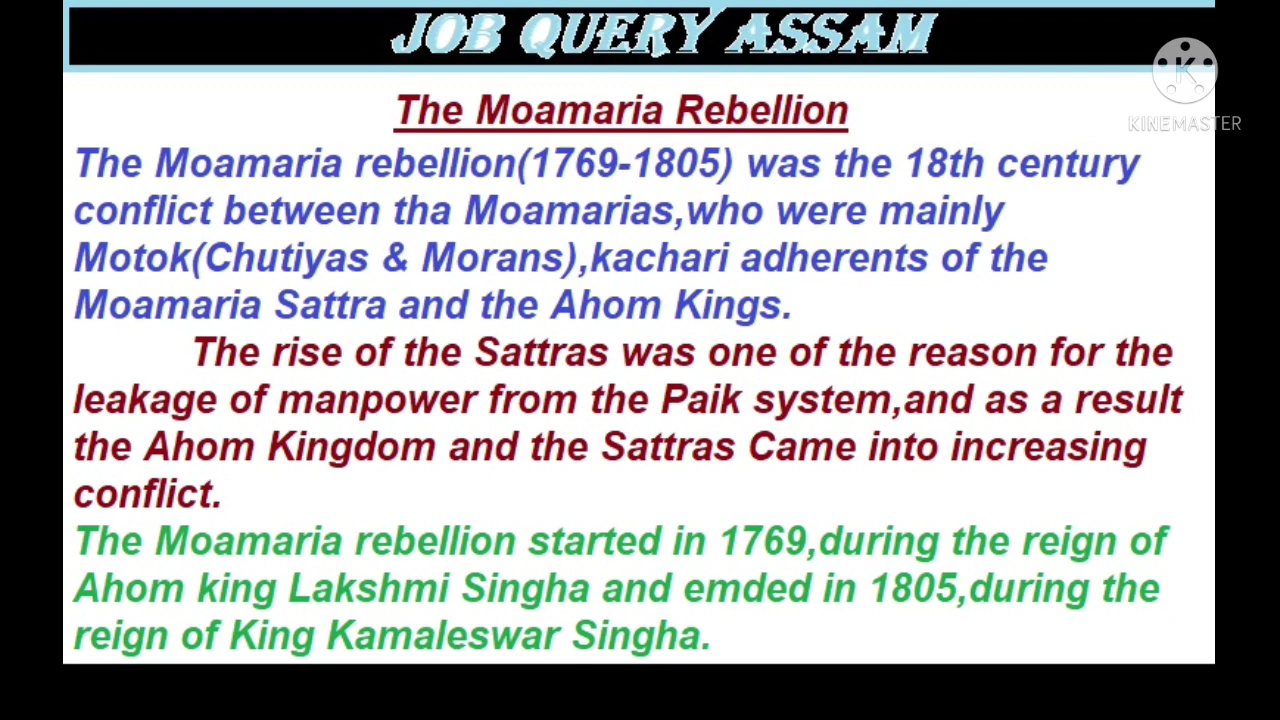 JOB QUERY ASSAM
K
KINEMASTER
The Moamaria Rebellion
The Moamaria rebellion(1769-1805) was the 18th century
conflict between tha Moamarias,who were mainly
Motok(Chutiyas & Morans),kachari adherents of the
Moamaria Sattra and the Ahom Kings.
The rise of the Sattras was one of the reason for the
leakage of manpower from the Paik system,and as a result
the Ahom Kingdom and the Sattras Came into increasing
conflict.
The Moamaria rebellion started in 1769,during the reign of
Ahom king Lakshmi Singha and emded in 1805,during the
reign of King Kamaleswar Singha.